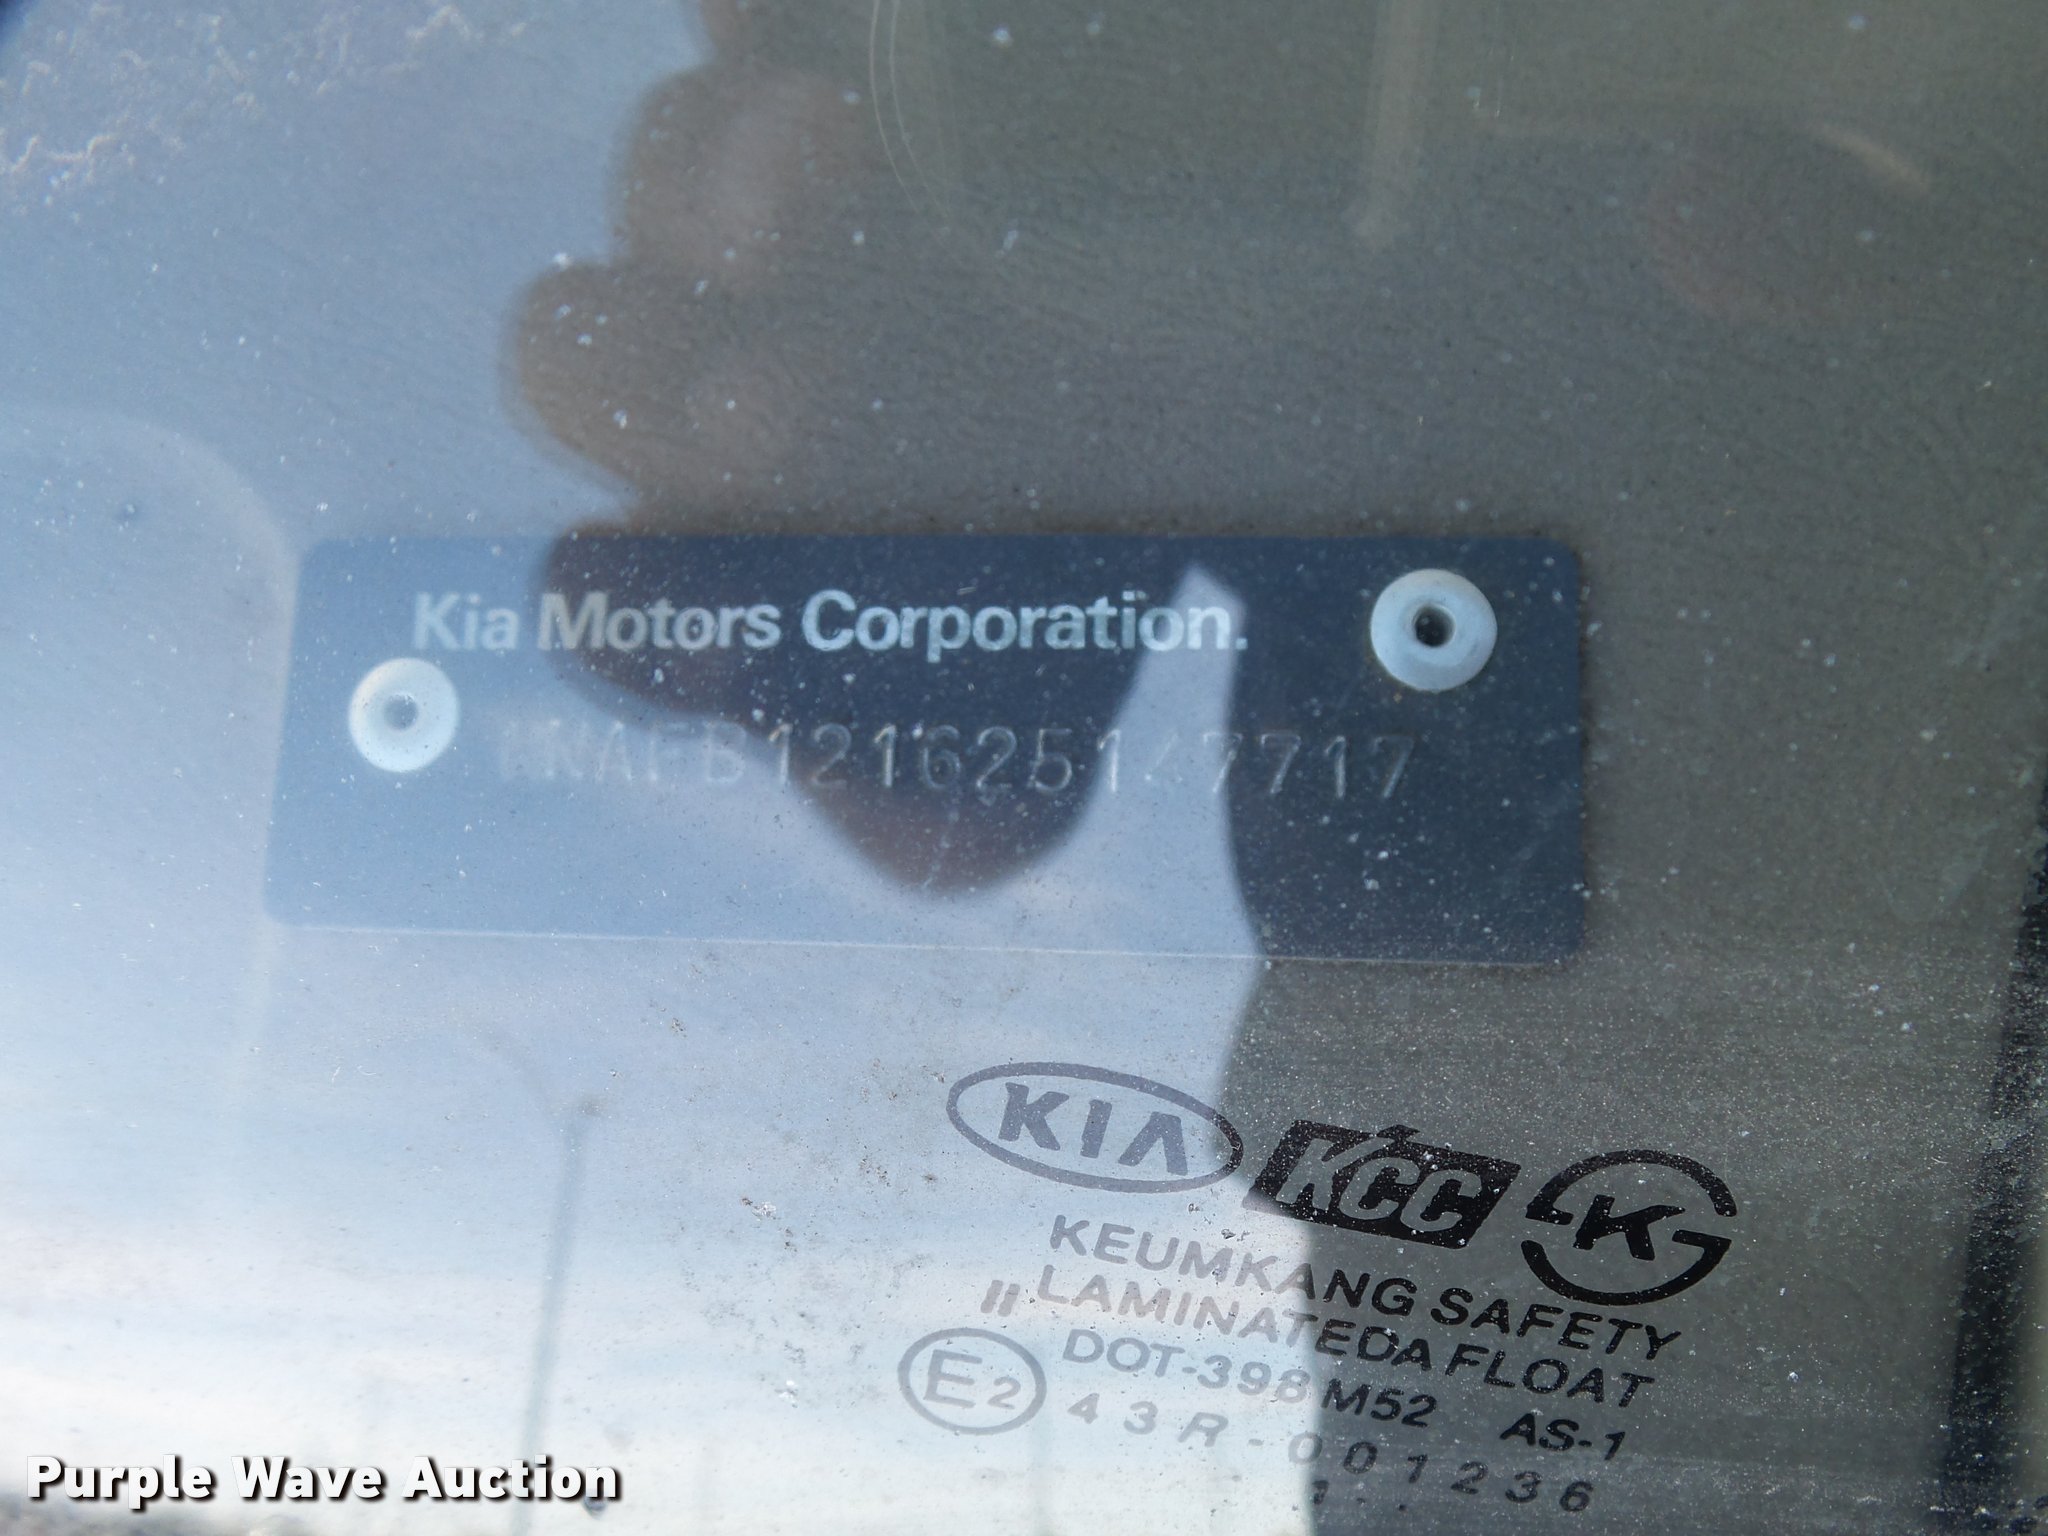 Kia Motors Corporation.
KNAFB121625147717
KIA KCC K
KEUMKANG SAFETY
II LAMINATEDA FLOAT
DOT-398 M52 AS-1
E2 43R-001236
Purple Wave Auction